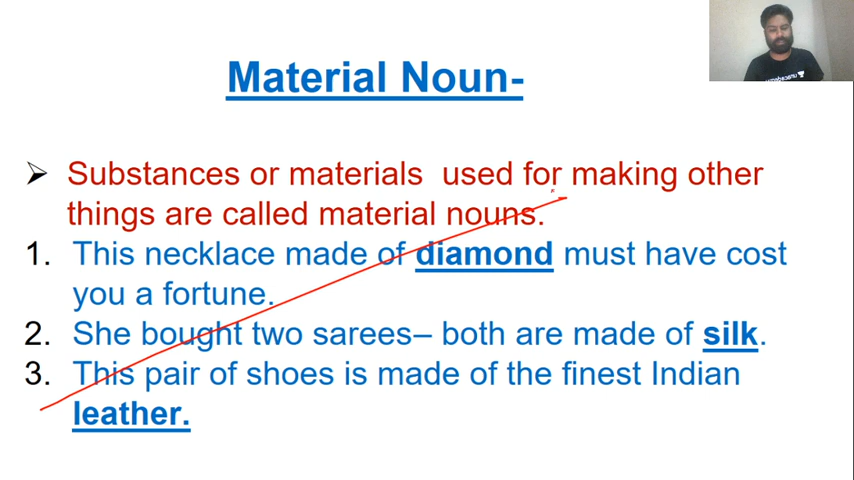 Material Noun-
➢ Substances or materials used for making other
things are called material nouns.
1. This necklace made of diamond must have cost
you a fortune.
2. She bought two sarees– both are made of silk.
3. This pair of shoes is made of the finest Indian
leather.